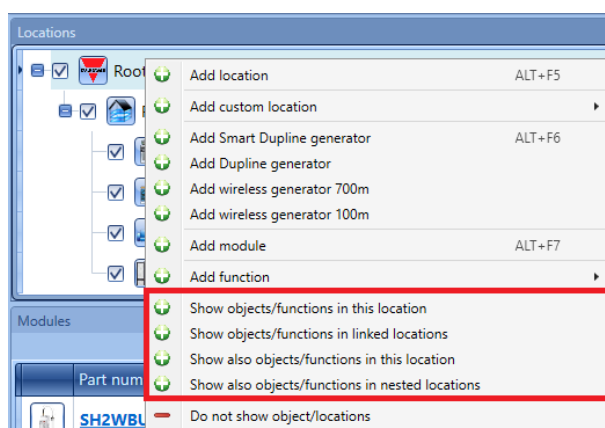 Locations
Root
Add location ALT+F5
Add custom location
Add Smart Dupline generator ALT+F6
Add Dupline generator
Add wireless generator 700m
Add wireless generator 100m
Add module ALT+F7
Add function
Show objects/functions in this location
Show objects/functions in linked locations
Show also objects/functions in this location
Show also objects/functions in nested locations
Modules
Part num
SH2WBU
Do not show object/locations